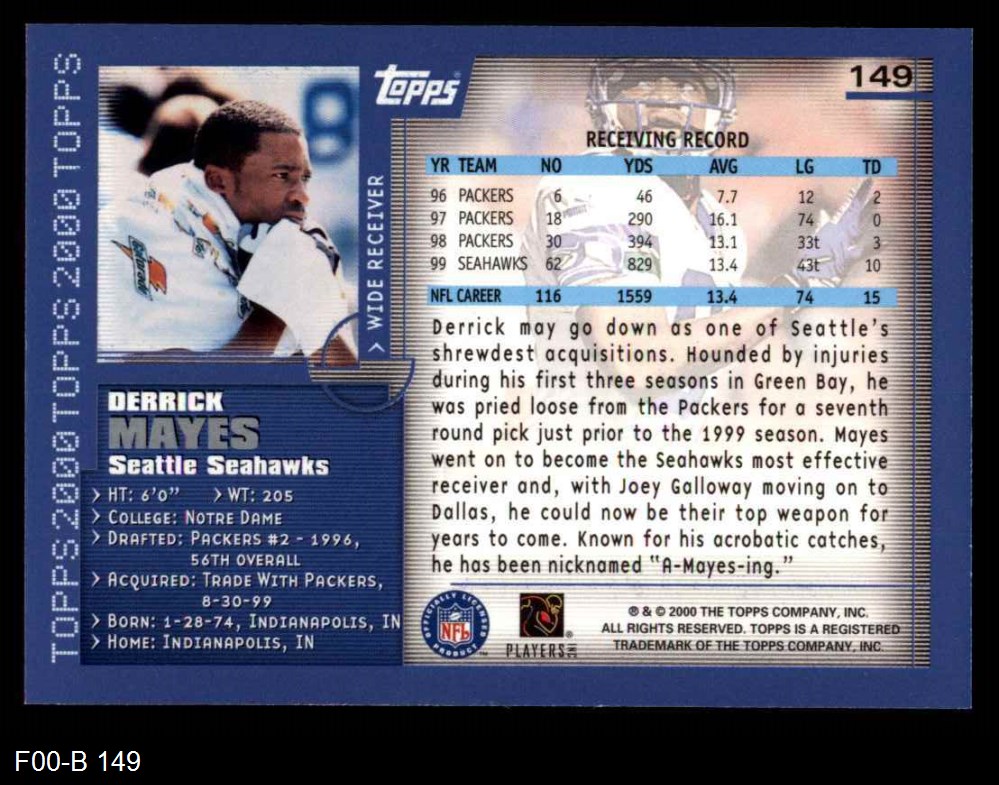 TOPPS2000TOPPS2000TOPPS2000TOPPS
8
WIDE RECEIVER
DERRICK
MAYES
Seattle Seahawks
> HT: 6'0" > WT: 205
> COLLEGE: NOTRE DAME
> DRAFTED: PACKERS #2 - 1996,
56TH OVERALL
> ACQUIRED: TRADE WITH PACKERS,
8-30-99
> BORN: 1-28-74, INDIANAPOLIS, IN
> HOME: INDIANAPOLIS, IN
Topps
149
RECEIVING RECORD
YR TEAM NO YDS AVG LG TD
96 PACKERS 6 46 7.7 12 2
97 PACKERS 18 290 16.1 74 0
98 PACKERS 30 394 13.1 33t 3
99 SEAHAWKS 62 829 13.4 43t 10
NFL CAREER 116 1559 13.4 74 15
Derrick may go down as one of Seattle's
shrewdest acquisitions. Hounded by injuries
during his first three seasons in Green Bay, he
was pried loose from the Packers for a seventh
round pick just prior to the 1999 season. Mayes
went on to become the Seahawks most effective
receiver and, with Joey Galloway moving on to
Dallas, he could now be their top weapon for
years to come. Known for his acrobatic catches,
he has been nicknamed "A-Mayes-ing."
OFFICIALLY LICENSED
NFL
PRODUCT
PLAYERS INC
® & © 2000 THE TOPPS COMPANY, INC.
ALL RIGHTS RESERVED. TOPPS IS A REGISTERED
TRADEMARK OF THE TOPPS COMPANY, INC.
F00-B 149